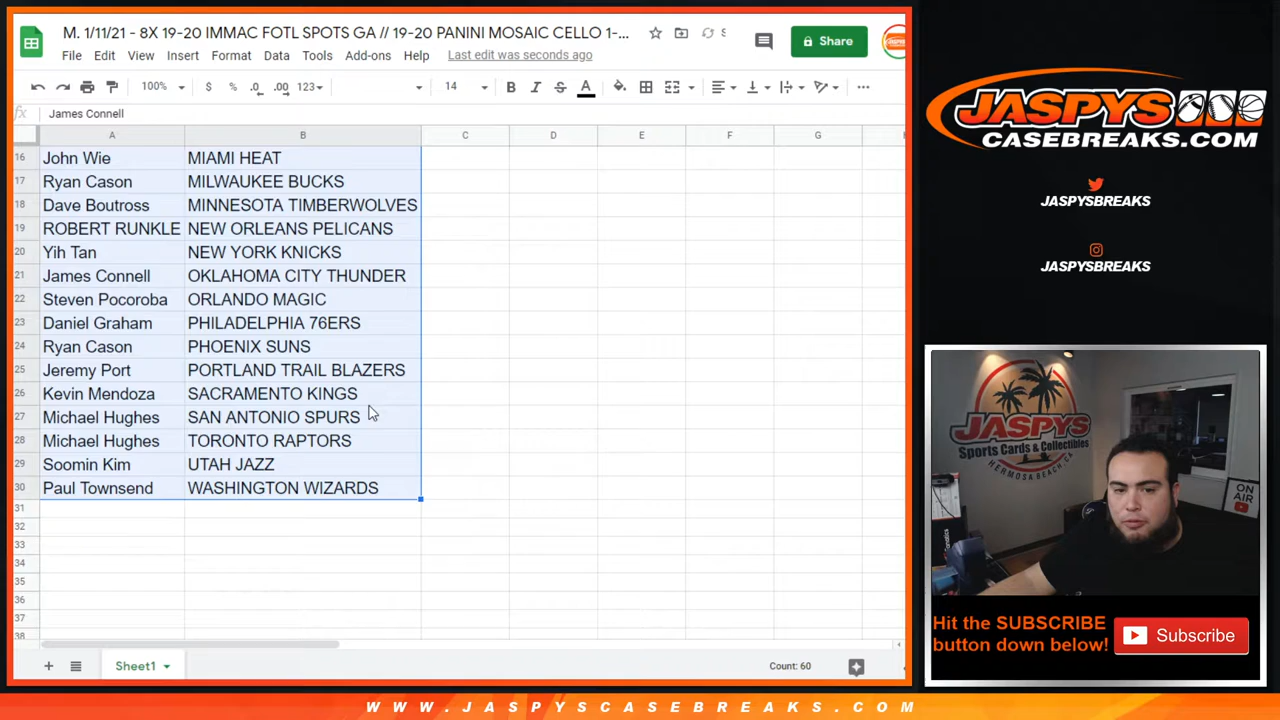 M. 1/11/21 - 8X 19-20 IMMAC FOTL SPOTS GA // 19-20 PANINI MOSAIC CELLO 1-...
Share
File Edit View Insert Format Data Tools Add-ons Help Last edit was seconds ago
100% $ % .0 .00 123 14 B I S A
fx James Connell
A B C D E F G
16 John Wie MIAMI HEAT
17 Ryan Cason MILWAUKEE BUCKS
18 Dave Boutross MINNESOTA TIMBERWOLVES
19 ROBERT RUNKLE NEW ORLEANS PELICANS
20 Yih Tan NEW YORK KNICKS
21 James Connell OKLAHOMA CITY THUNDER
22 Steven Pocoroba ORLANDO MAGIC
23 Daniel Graham PHILADELPHIA 76ERS
24 Ryan Cason PHOENIX SUNS
25 Jeremy Port PORTLAND TRAIL BLAZERS
26 Kevin Mendoza SACRAMENTO KINGS
27 Michael Hughes SAN ANTONIO SPURS
28 Michael Hughes TORONTO RAPTORS
29 Soomin Kim UTAH JAZZ
30 Paul Townsend WASHINGTON WIZARDS
31
32
33
34
35
36
37
38
Sheet1
Count: 60
JASPYS
CASEBREAKS.COM
JASPYSBREAKS
JASPYSBREAKS
JASPYS
Sports Cards & Collectibles
HERMOSA BEACH, CA
ON
AIR
Hit the SUBSCRIBE
button down below!
Subscribe
WWW.JASPYSCASEBREAKS.COM